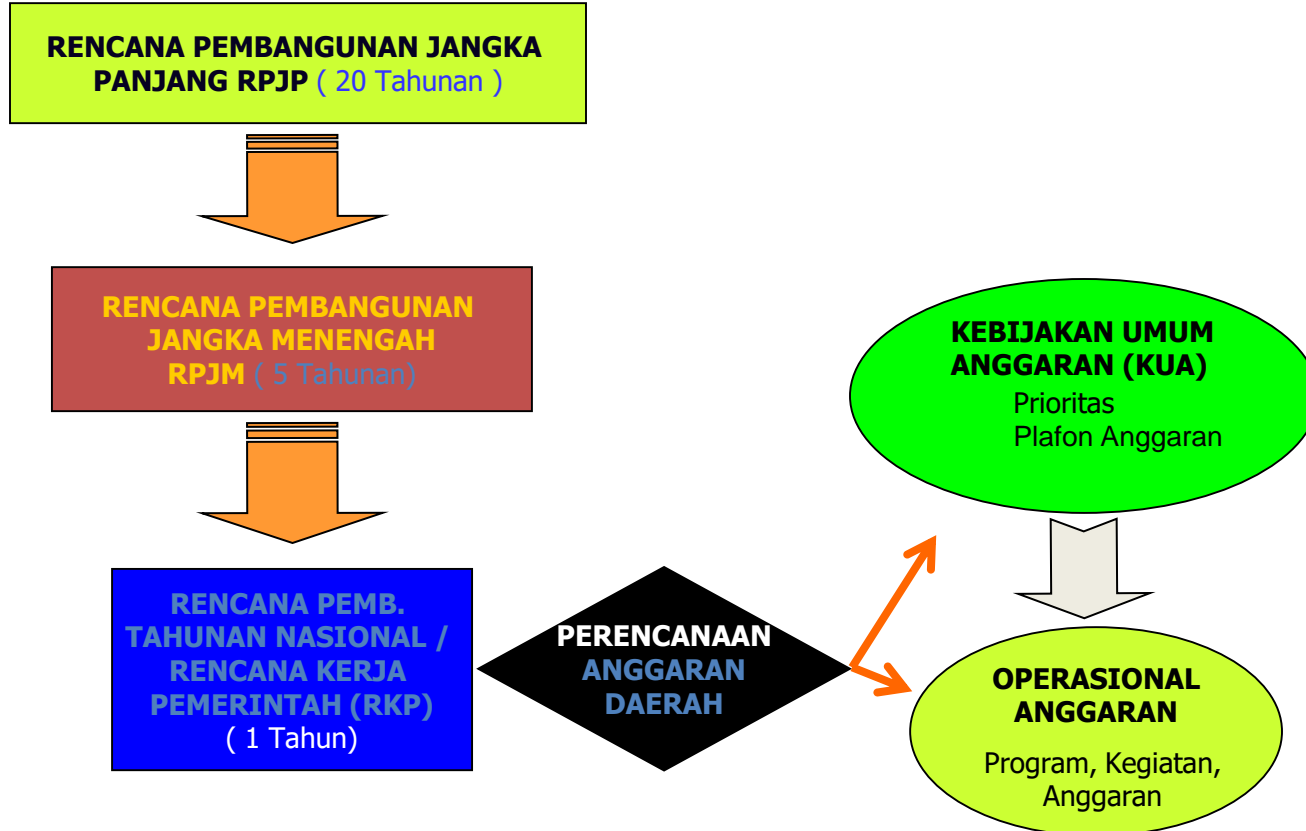 RENCANA PEMBANGUNAN JANGKA
PANJANG RPJP ( 20 Tahunan )
RENCANA PEMBANGUNAN
JANGKA MENENGAH
RPJM ( 5 Tahunan)
RENCANA PEMB.
TAHUNAN NASIONAL /
RENCANA KERJA
PEMERINTAH (RKP)
( 1 Tahun)
PERENCANAAN
ANGGARAN
DAERAH
KEBIJAKAN UMUM
ANGGARAN (KUA)
Prioritas
Plafon Anggaran
OPERASIONAL
ANGGARAN
Program, Kegiatan,
Anggaran